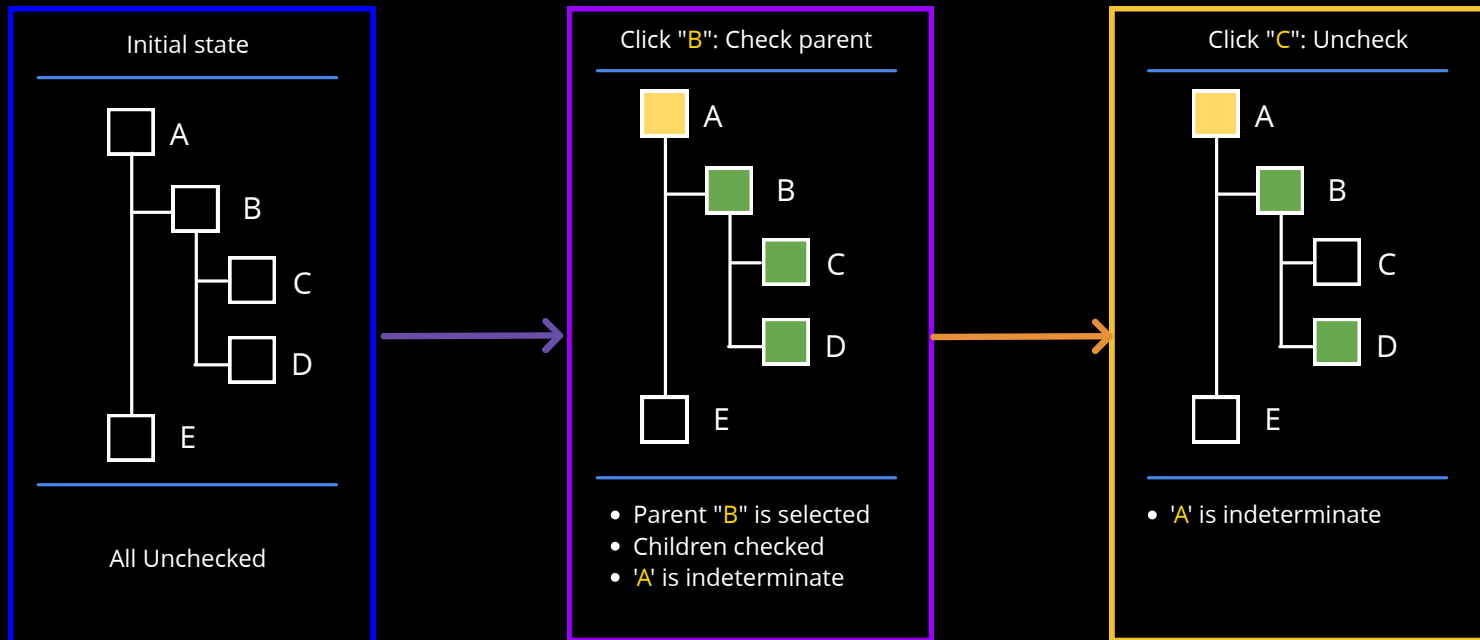 Initial state
A
B
C
D
E
All Unchecked
Click "B": Check parent
A
B
C
D
E
Parent "B" is selected
Children checked
'A' is indeterminate
Click "C": Uncheck
A
B
C
D
E
'A' is indeterminate